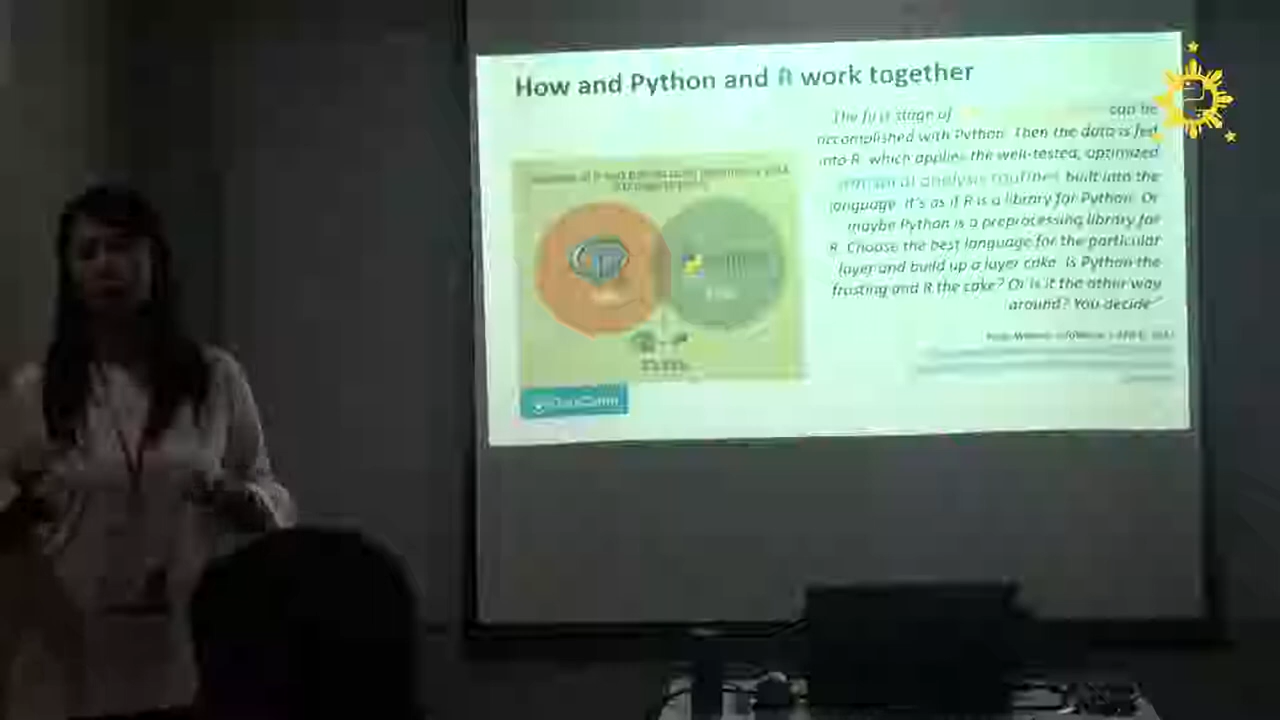 How and Python and R work together
The first stage of can be
accomplished with Python. Then the data is fed
into R, which applies the well-tested, optimized
analysis routines built into the
language. It's as if R is a library for Python. Or
maybe Python is a preprocessing library for
R. Choose the best language for the particular
layer and build up a layer cake. Is Python the
frosting and R the cake? Or is it the other way
around? You decide"
DataCamp